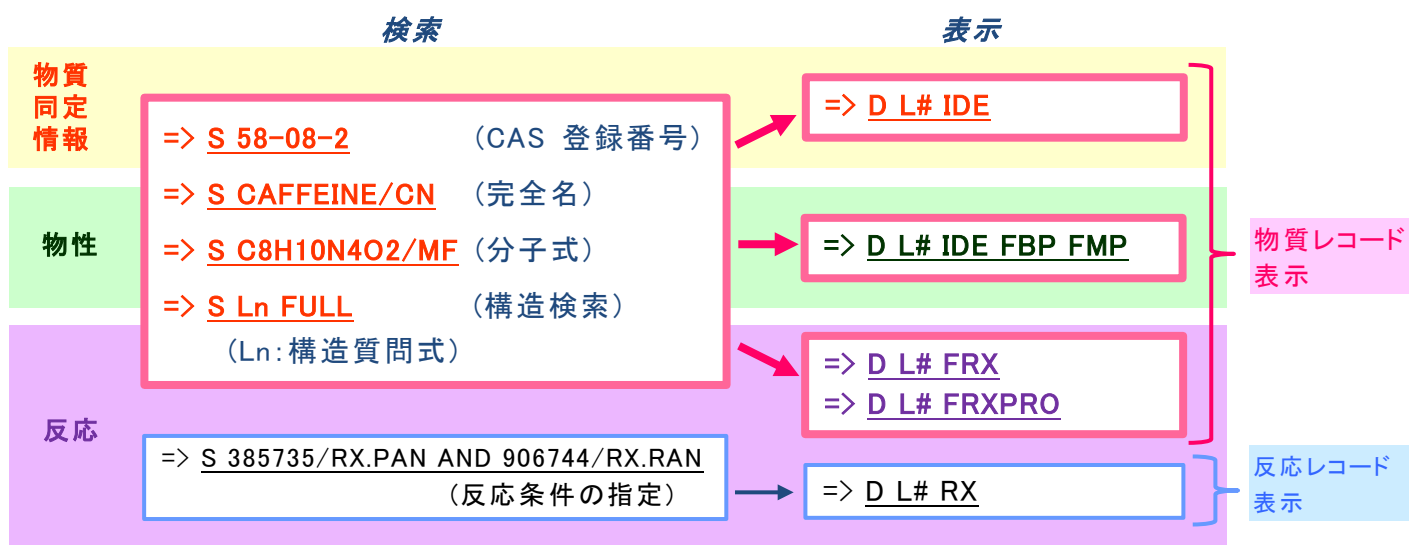 検索
表示
物質
同定
情報
=> S 58-08-2 (CAS 登録番号)
=> S CAFFEINE/CN (完全名)
=> S C8H10N4O2/MF (分子式)
=> S Ln FULL (構造検索)
(Ln:構造質問式)
=> D L# IDE
物性
=> D L# IDE FBP FMP
物質レコード
表示
反応
=> D L# FRX
=> D L# FRXPRO
=> S 385735/RX.PAN AND 906744/RX.RAN
(反応条件の指定)
=> D L# RX
反応レコード
表示